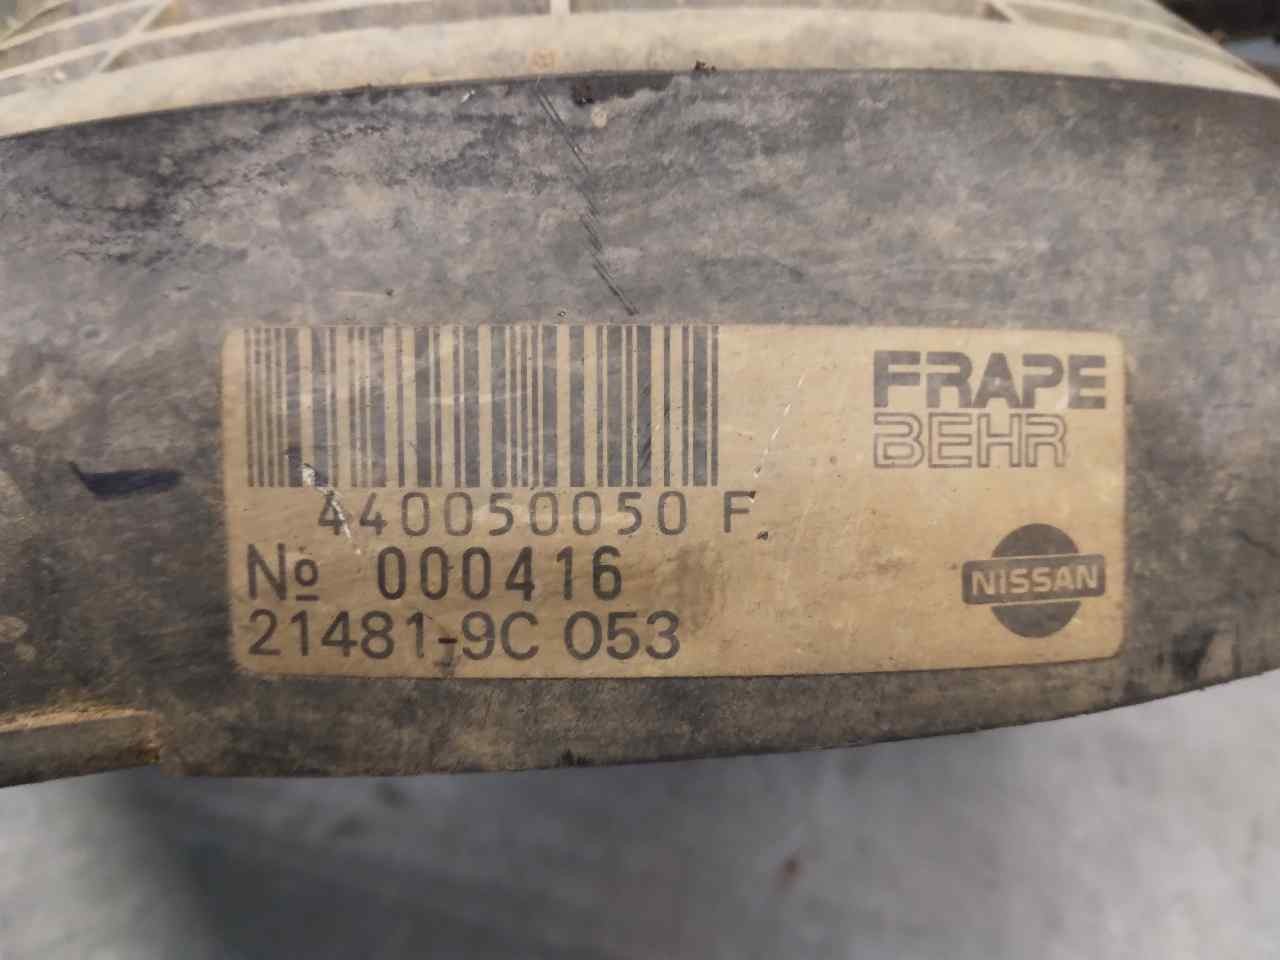 FRAPE
BEHR
440050050 F
Nº 000416
21481-9C 053
NISSAN